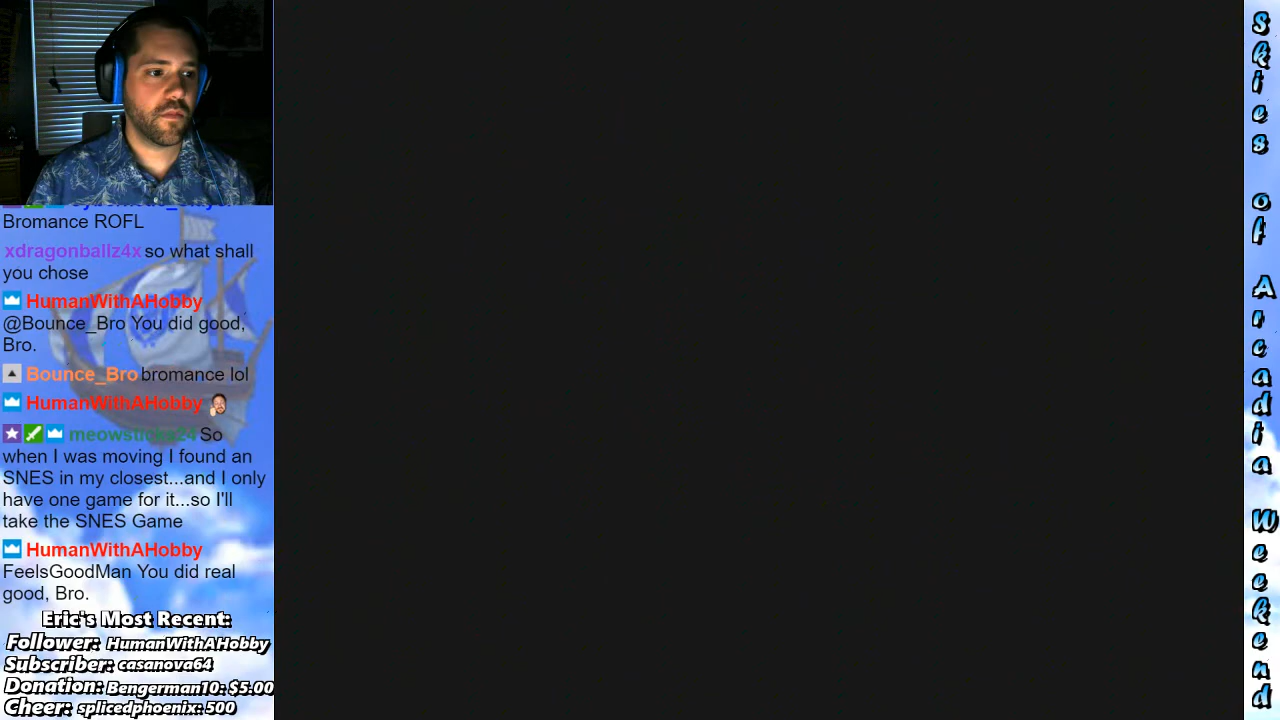 Bromance ROFL
xdragonballz4x so what shall
you chose
HumanWithAHobby
@Bounce_Bro You did good,
Bro.
Bounce_Bro bromance lol
HumanWithAHobby
meowsticks24 So
when I was moving I found an
SNES in my closest...and I only
have one game for it...so I'll
take the SNES Game
HumanWithAHobby
FeelsGoodMan You did real
good, Bro.
Eric's Most Recent:
Follower: HumanWithAHobby
Subscriber: casanova64
Donation: Bengerman10: $5.00
Cheer: splicedphoenix: 500
Skies of Arcadia Weekend